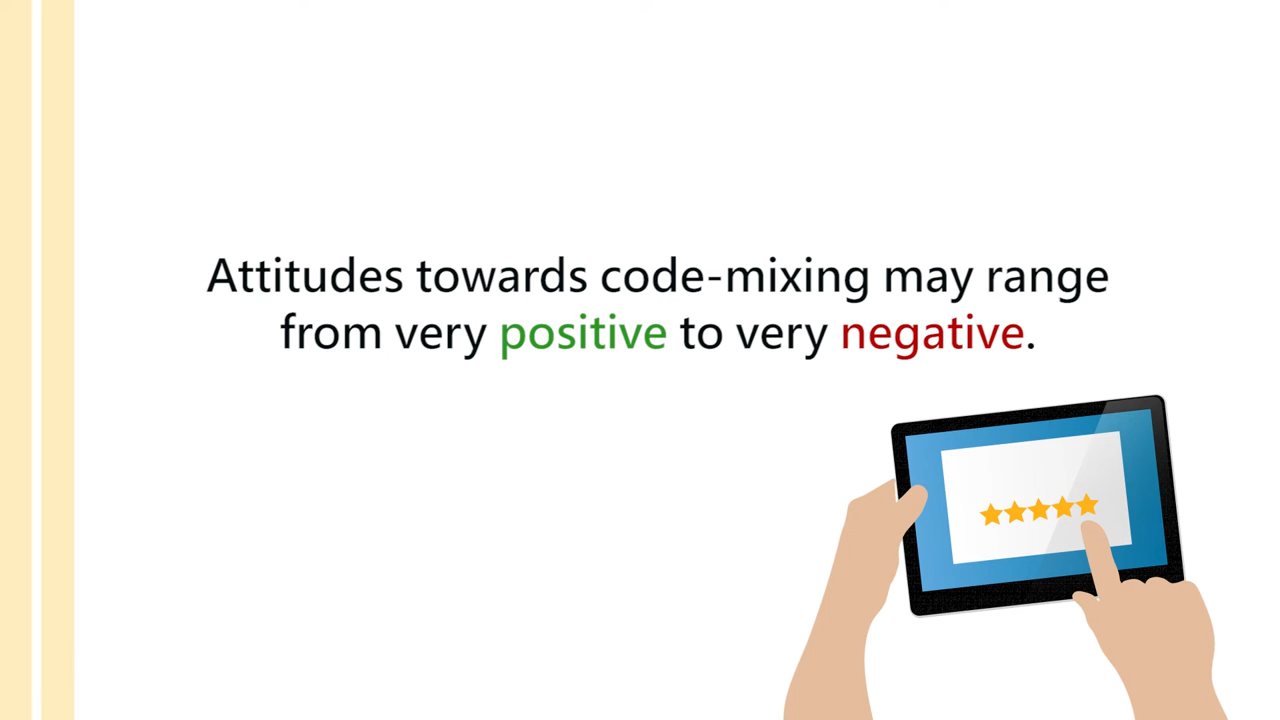 Attitudes towards code-mixing may range
from very positive to very negative.